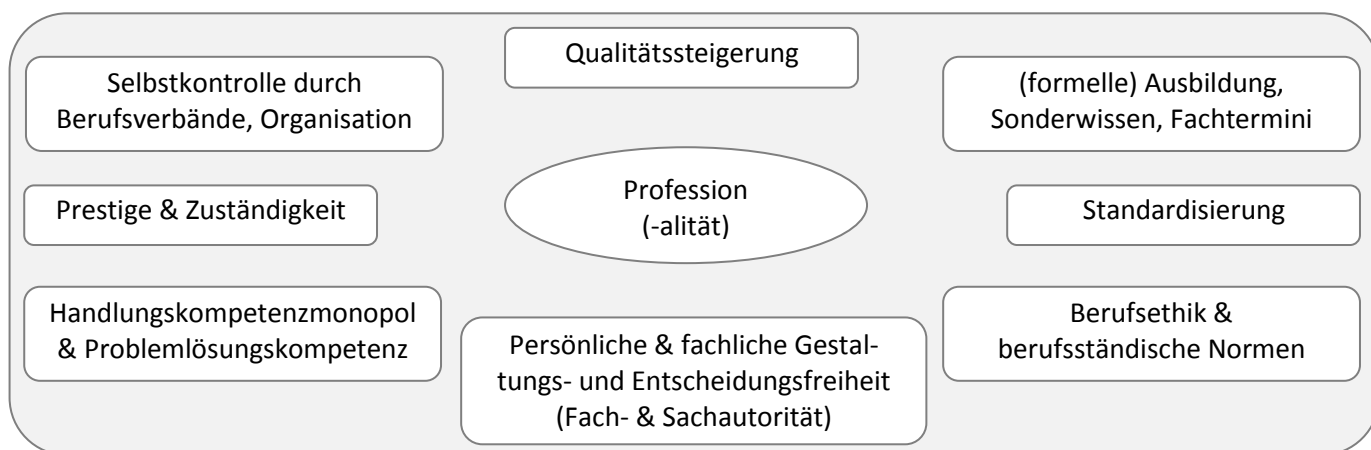 Qualitätssteigerung
Selbstkontrolle durch
Berufsverbände, Organisation
(formelle) Ausbildung,
Sonderwissen, Fachtermini
Prestige & Zuständigkeit
Profession
(-alität)
Standardisierung
Handlungskompetenzmonopol
& Problemlösungskompetenz
Persönliche & fachliche Gestal-
tungs- und Entscheidungsfreiheit
(Fach- & Sachautorität)
Berufsethik &
berufsständische Normen